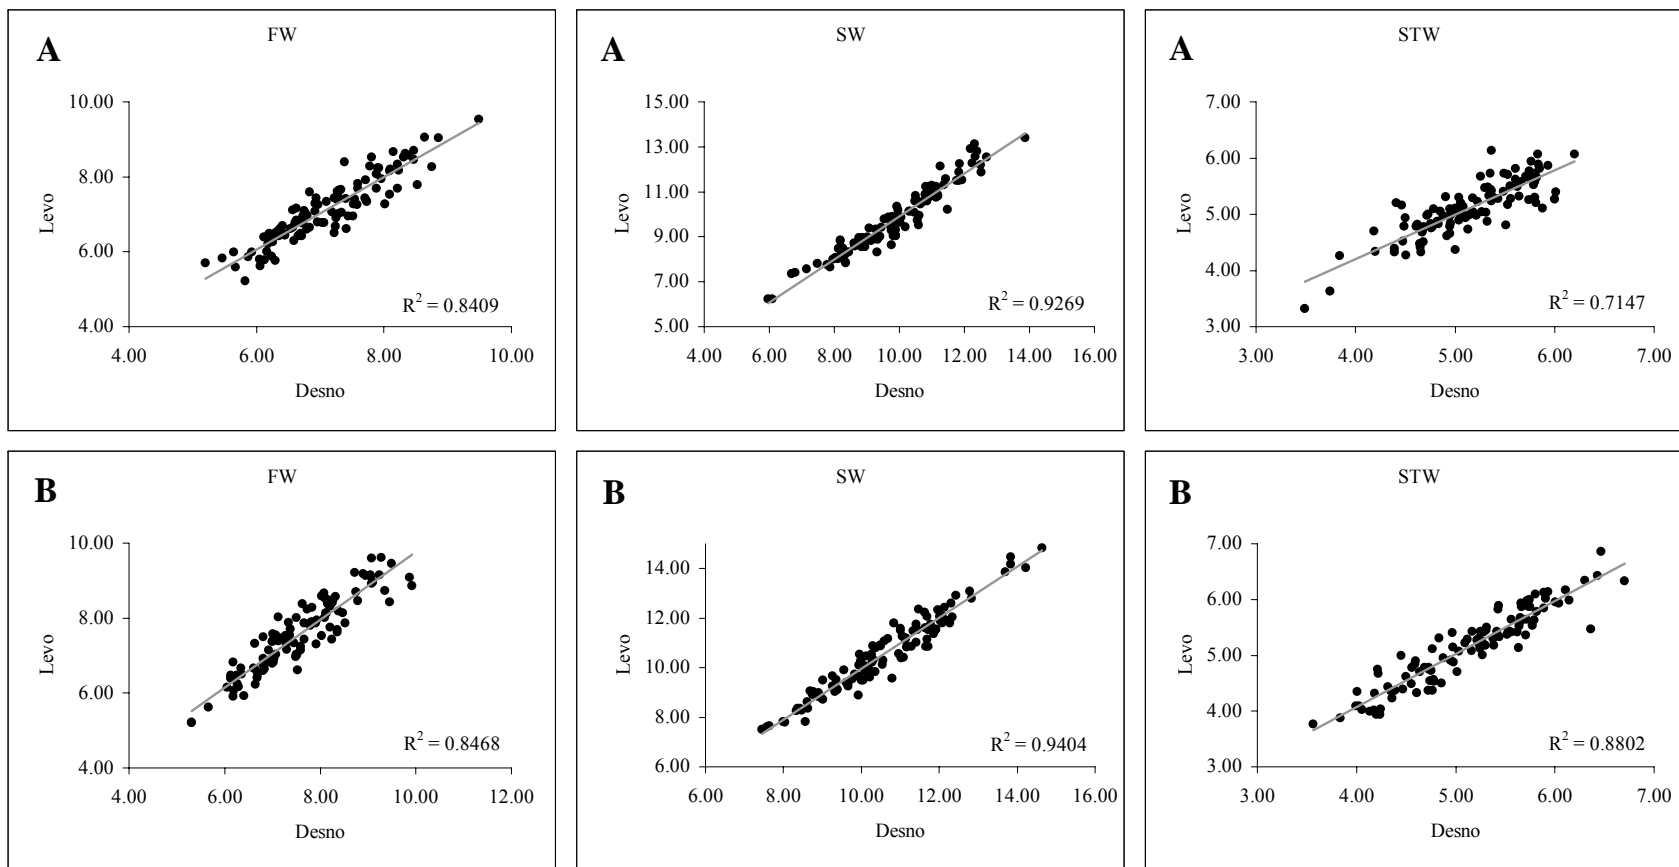 A
FW
10.00
8.00
6.00
4.00
Levo
R² = 0.8409
4.00 6.00 8.00 10.00
Desno
A
SW
15.00
13.00
11.00
9.00
7.00
5.00
Levo
R² = 0.9269
4.00 6.00 8.00 10.00 12.00 14.00 16.00
Desno
A
STW
7.00
6.00
5.00
4.00
3.00
Levo
R² = 0.7147
3.00 4.00 5.00 6.00 7.00
Desno
B
FW
10.00
8.00
6.00
4.00
Levo
R² = 0.8468
4.00 6.00 8.00 10.00 12.00
Desno
B
SW
14.00
12.00
10.00
8.00
6.00
Levo
R² = 0.9404
6.00 8.00 10.00 12.00 14.00 16.00
Desno
B
STW
7.00
6.00
5.00
4.00
3.00
Levo
R² = 0.8802
3.00 4.00 5.00 6.00 7.00
Desno